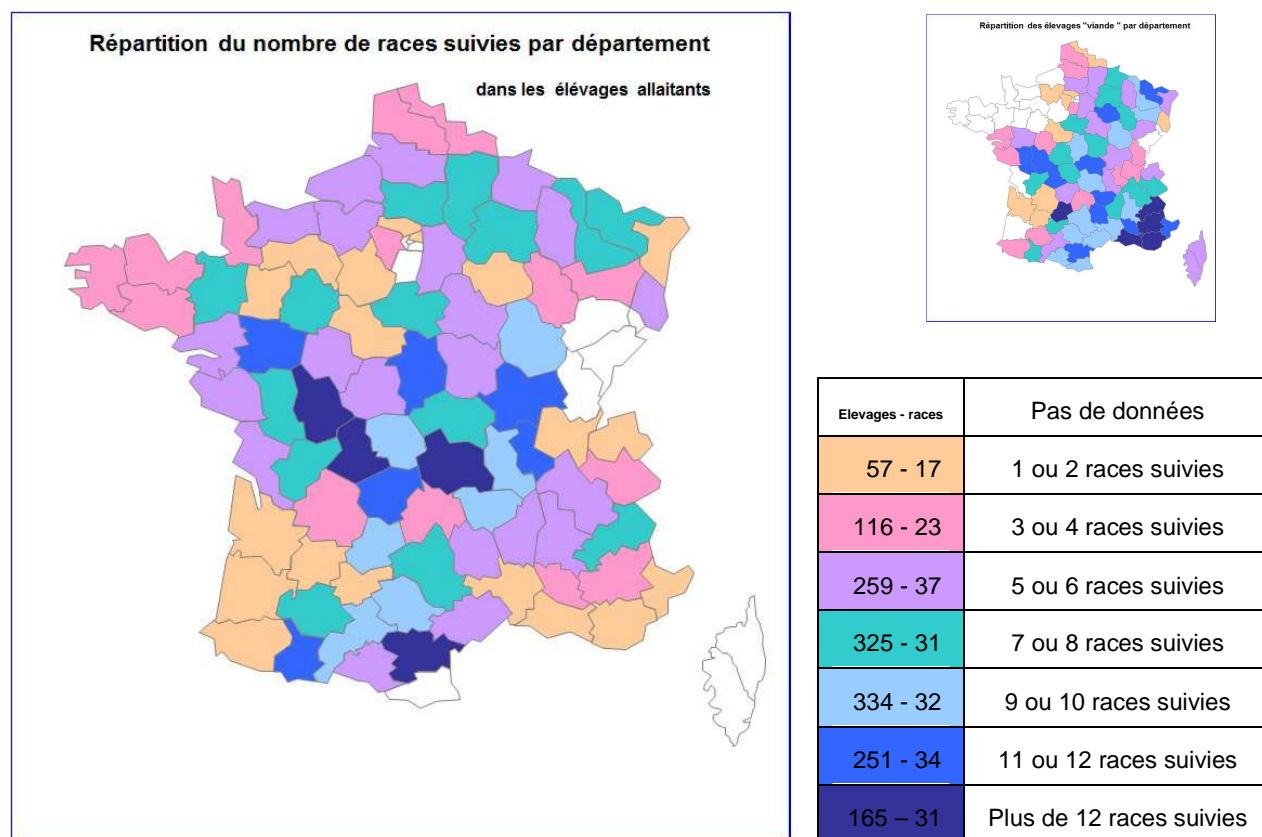 Répartition du nombre de races suivies par département
dans les élévages allaitants
Répartition des élevages "viande " par département
Elevages - races Pas de données
57 - 17 1 ou 2 races suivies
116 - 23 3 ou 4 races suivies
259 - 37 5 ou 6 races suivies
325 - 31 7 ou 8 races suivies
334 - 32 9 ou 10 races suivies
251 - 34 11 ou 12 races suivies
165 – 31 Plus de 12 races suivies